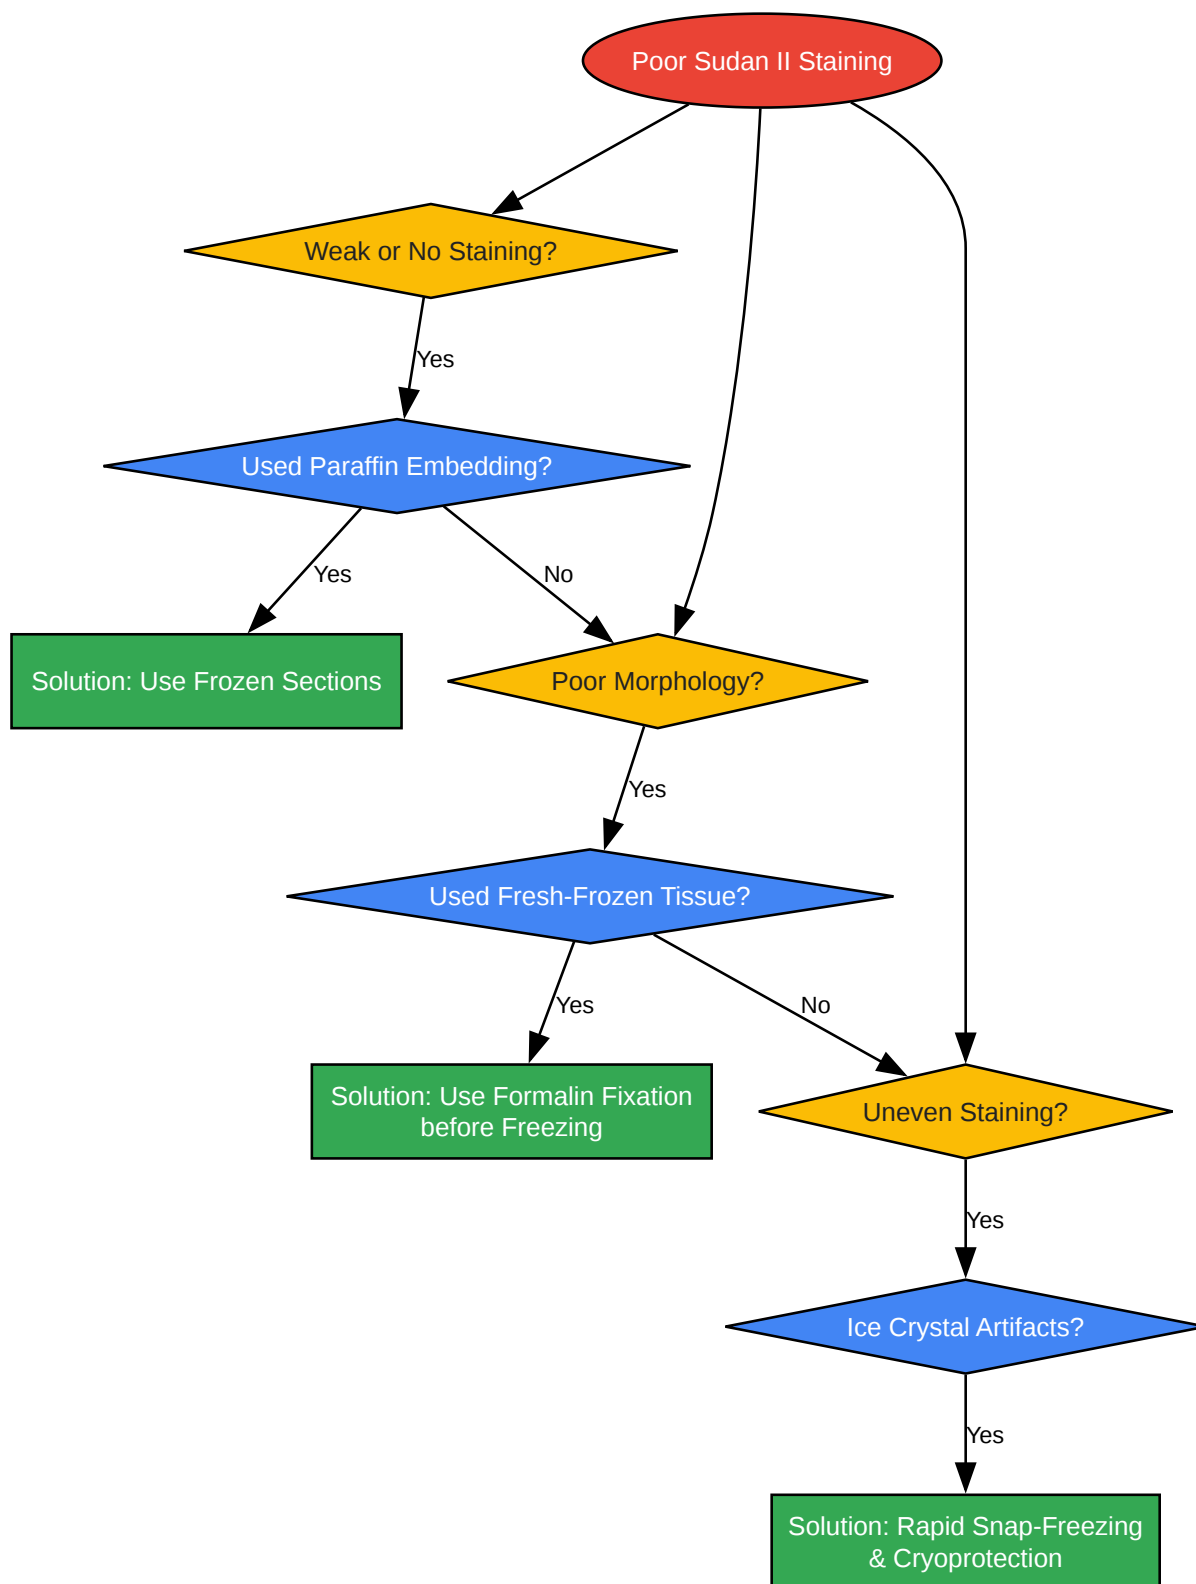 Poor Sudan II Staining
Weak or No Staining?
Yes
Used Paraffin Embedding?
Yes
No
Solution: Use Frozen Sections
Poor Morphology?
Yes
Used Fresh-Frozen Tissue?
Yes
No
Solution: Use Formalin Fixation
before Freezing
Uneven Staining?
Yes
Ice Crystal Artifacts?
Yes
Solution: Rapid Snap-Freezing
& Cryoprotection